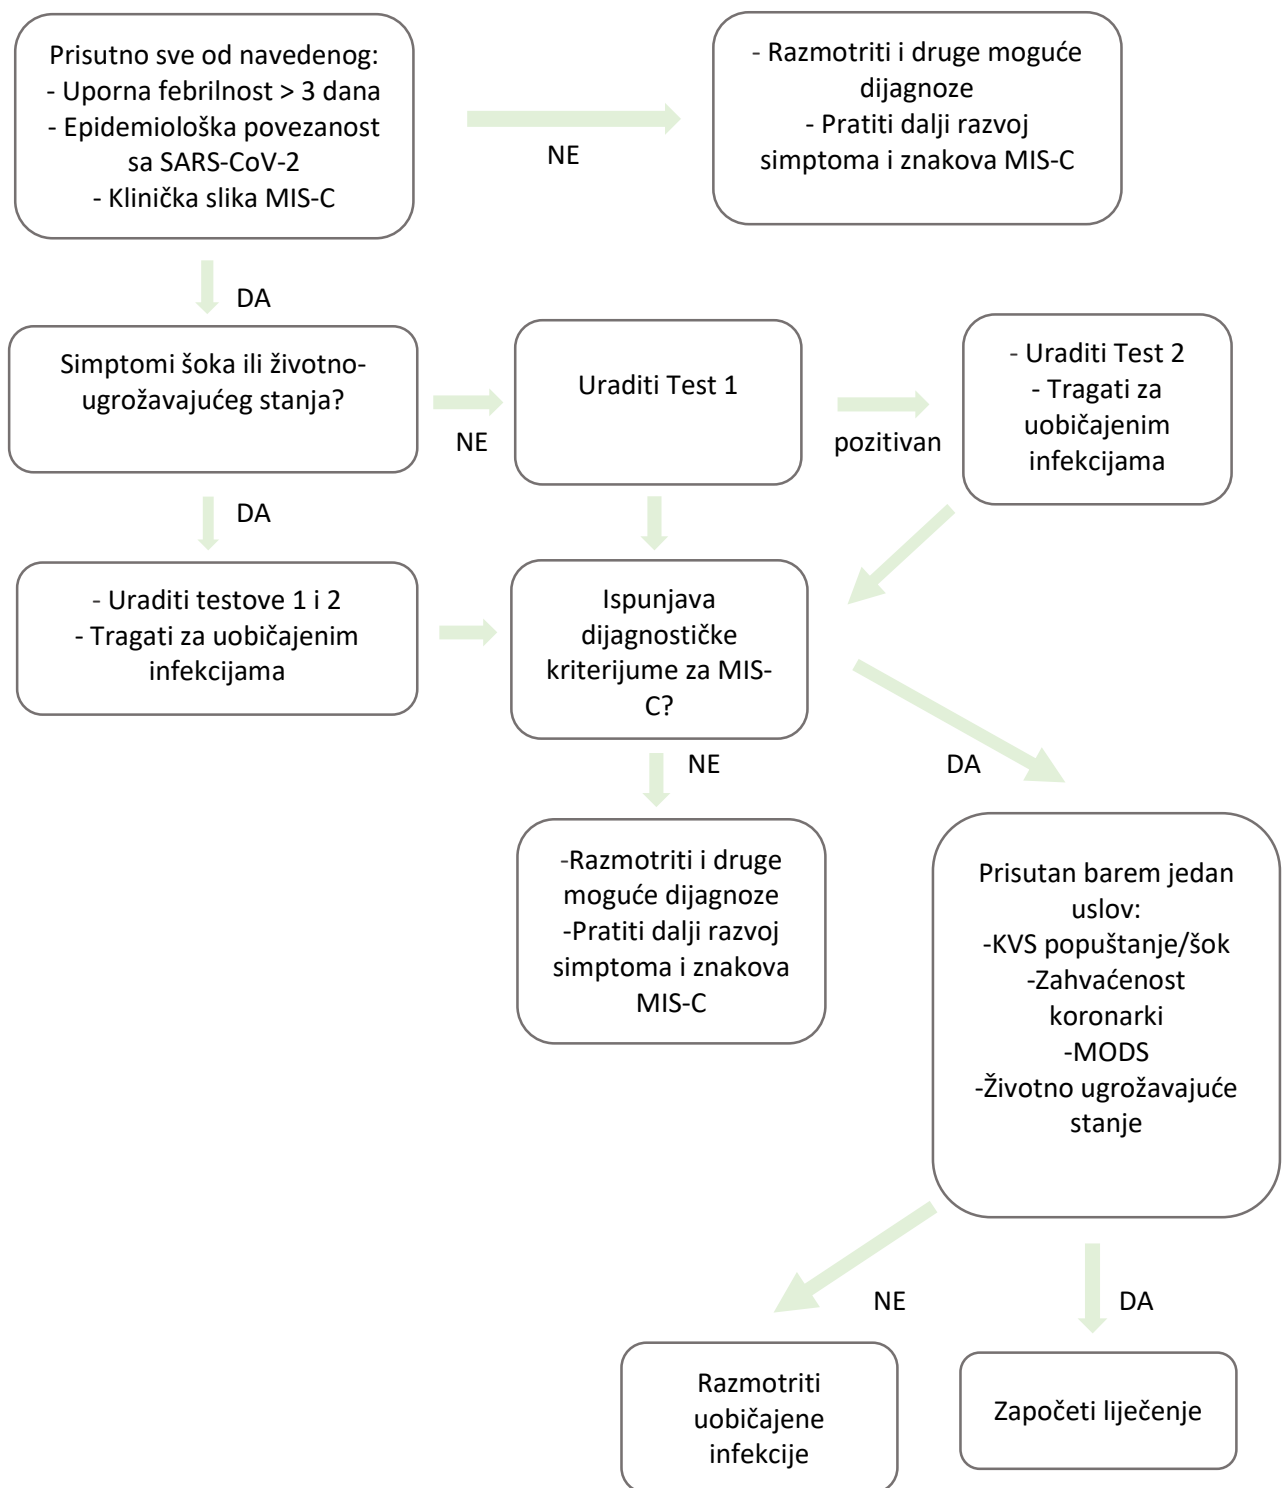 Prisutno sve od navedenog:
- Uporna febrilnost > 3 dana
- Epidemiološka povezanost
sa SARS-CoV-2
- Klinička slika MIS-C
NE
- Razmotriti i druge moguće
dijagnoze
- Pratiti dalji razvoj
simptoma i znakova MIS-C
DA
Simptomi šoka ili životno-
ugrožavajućeg stanja?
NE
Uraditi Test 1
pozitivan
- Uraditi Test 2
- Tragati za
uobičajenim
infekcijama
DA
- Uraditi testove 1 i 2
- Tragati za uobičajenim
infekcijama
Ispunjava
dijagnostičke
kriterijume za MIS-
C?
NE
DA
-Razmotriti i druge
moguće dijagnoze
-Pratiti dalji razvoj
simptoma i znakova
MIS-C
Prisutan barem jedan
uslov:
-KVS popuštanje/šok
-Zahvaćenost
koronarki
-MODS
-Životno ugrožavajuće
stanje
NE
DA
Razmotriti
uobičajene
infekcije
Započeti liječenje